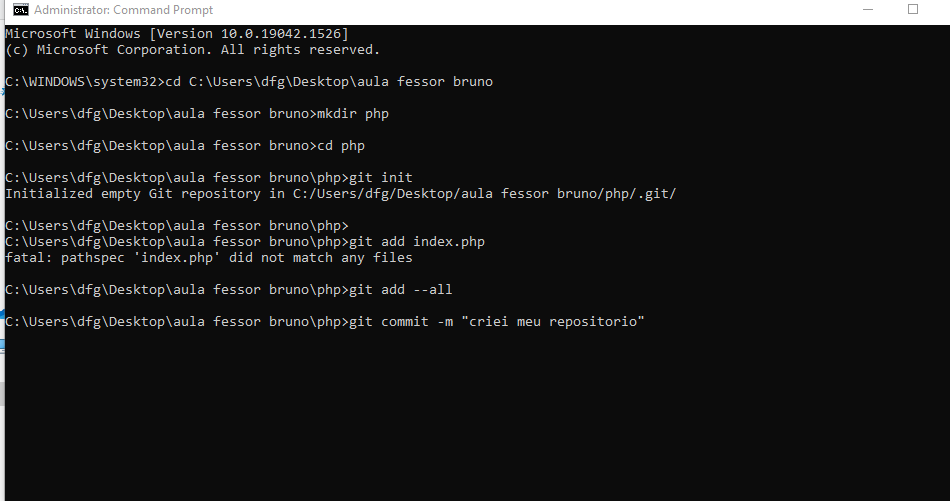 Administrator: Command Prompt
Microsoft Windows [Version 10.0.19042.1526]
(c) Microsoft Corporation. All rights reserved.
C:\WINDOWS\system32>cd C:\Users\dfg\Desktop\aula fessor bruno
C:\Users\dfg\Desktop\aula fessor bruno>mkdir php
C:\Users\dfg\Desktop\aula fessor bruno>cd php
C:\Users\dfg\Desktop\aula fessor bruno\php>git init
Initialized empty Git repository in C:/Users/dfg/Desktop/aula fessor bruno/php/.git/
C:\Users\dfg\Desktop\aula fessor bruno\php>
C:\Users\dfg\Desktop\aula fessor bruno\php>git add index.php
fatal: pathspec 'index.php' did not match any files
C:\Users\dfg\Desktop\aula fessor bruno\php>git add --all
C:\Users\dfg\Desktop\aula fessor bruno\php>git commit -m "criei meu repositorio"